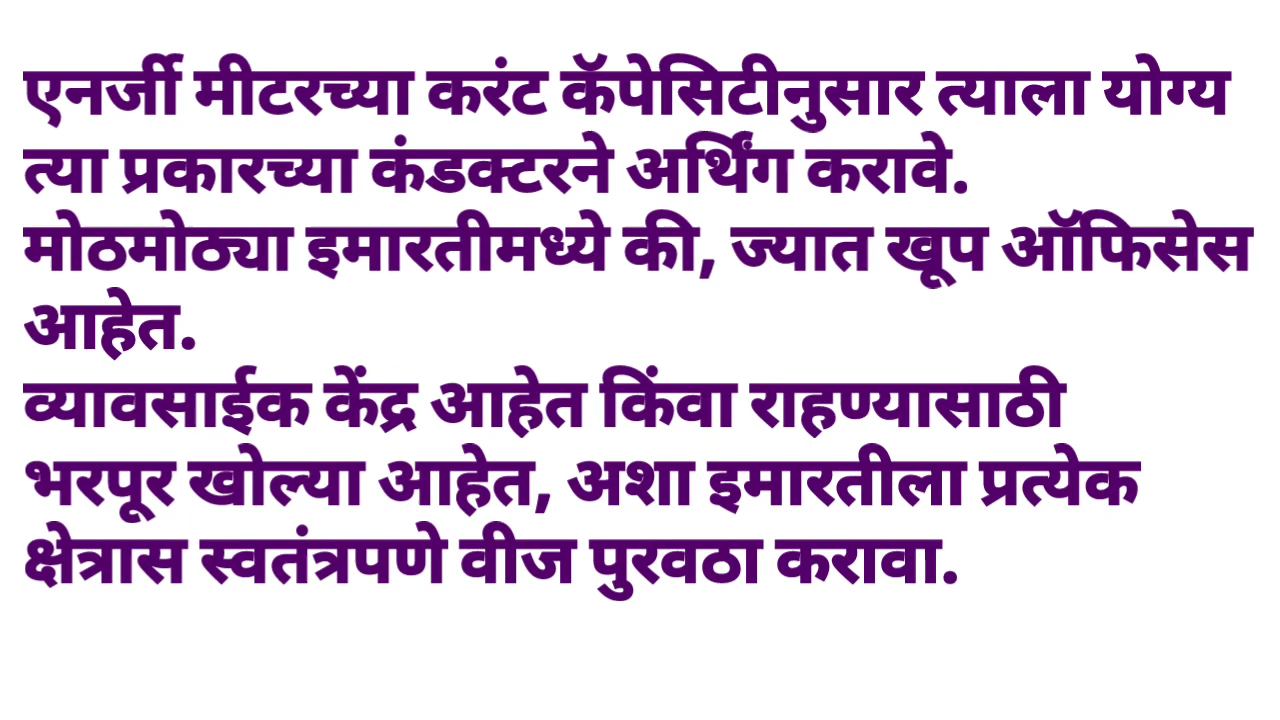 एनर्जी मीटरच्या करंट कॅपेसिटीनुसार त्याला योग्य
त्या प्रकारच्या कंडक्टरने अर्थिंग करावे.
मोठमोठ्या इमारतीमध्ये की, ज्यात खूप ऑफिसेस
आहेत.
व्यावसाईक केंद्र आहेत किंवा राहण्यासाठी
भरपूर खोल्या आहेत, अशा इमारतीला प्रत्येक
क्षेत्रास स्वतंत्रपणे वीज पुरवठा करावा.